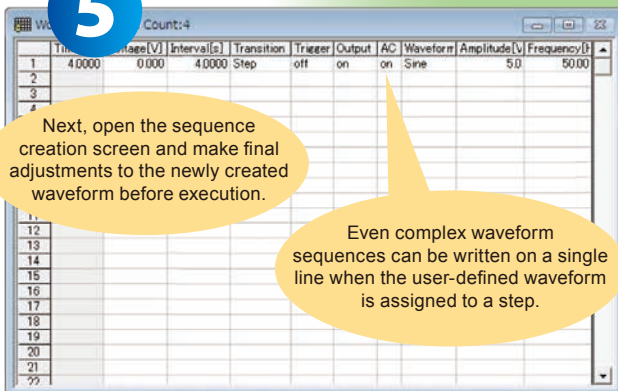 5
Count:4
Interval[s] Transition Trigger Output AC Waveform Amplitude[V Frequency[H
1 4.0000 0.000 4.0000 Step off on on Sine 5.0 50.00
2
3
Next, open the sequence
creation screen and make final
adjustments to the newly created
waveform before execution.
12
13
14
15
16
17
18
19
20
21
22
Even complex waveform
sequences can be written on a single
line when the user-defined waveform
is assigned to a step.